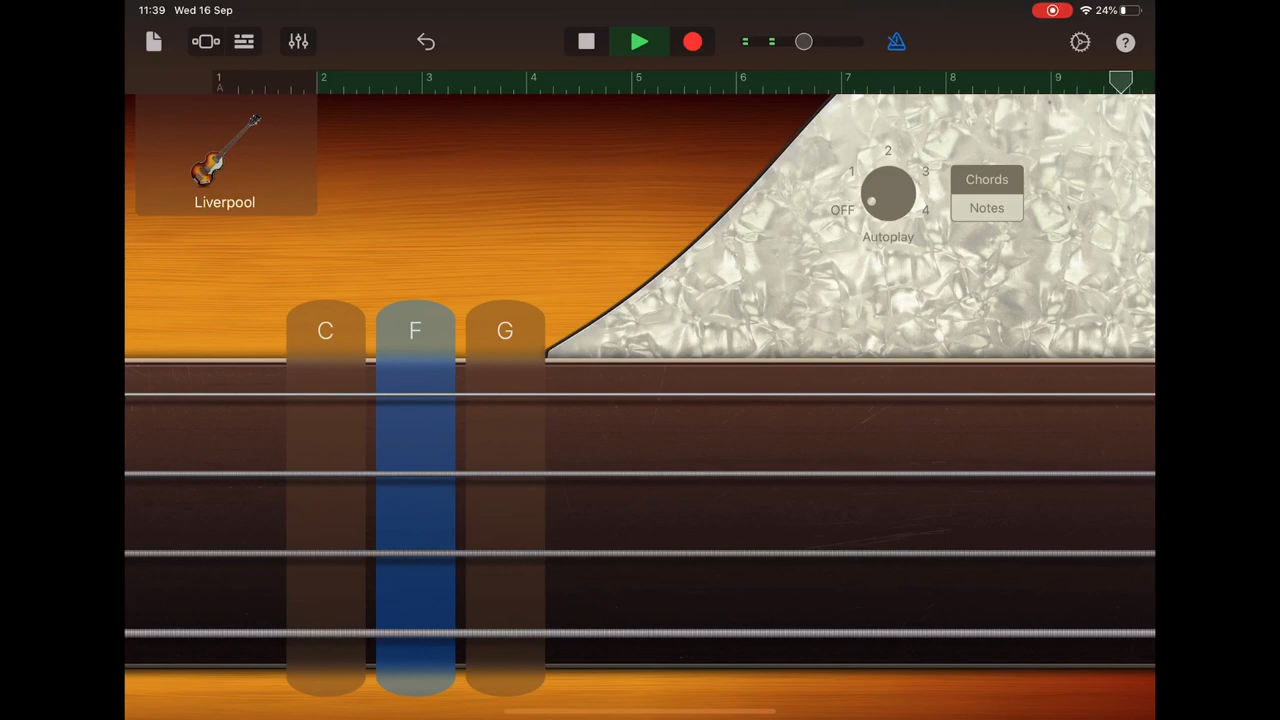 11:39 Wed 16 Sep
24%
?
1 2 3 4 5 6 7 8 9
A
Liverpool
2
1 3
OFF 4
Autoplay
Chords
Notes
C F G